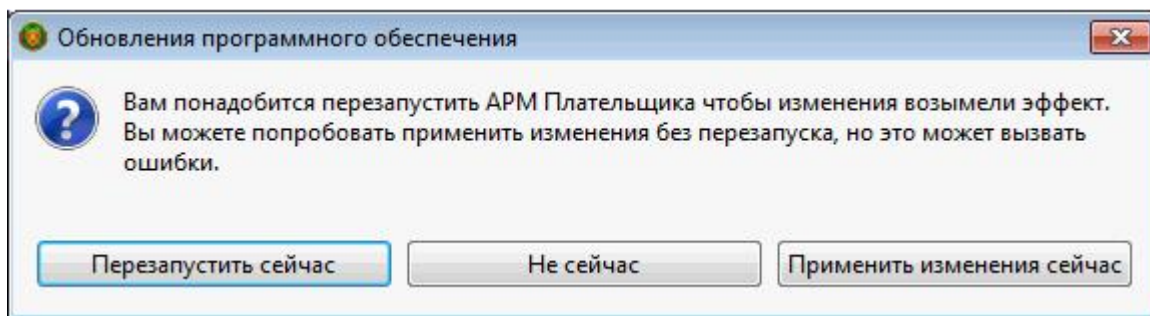 Обновления программного обеспечения
Вам понадобится перезапустить АРМ Плательщика чтобы изменения возымели эффект.
Вы можете попробовать применить изменения без перезапуска, но это может вызвать
ошибки.
Перезапустить сейчас
Не сейчас
Применить изменения сейчас